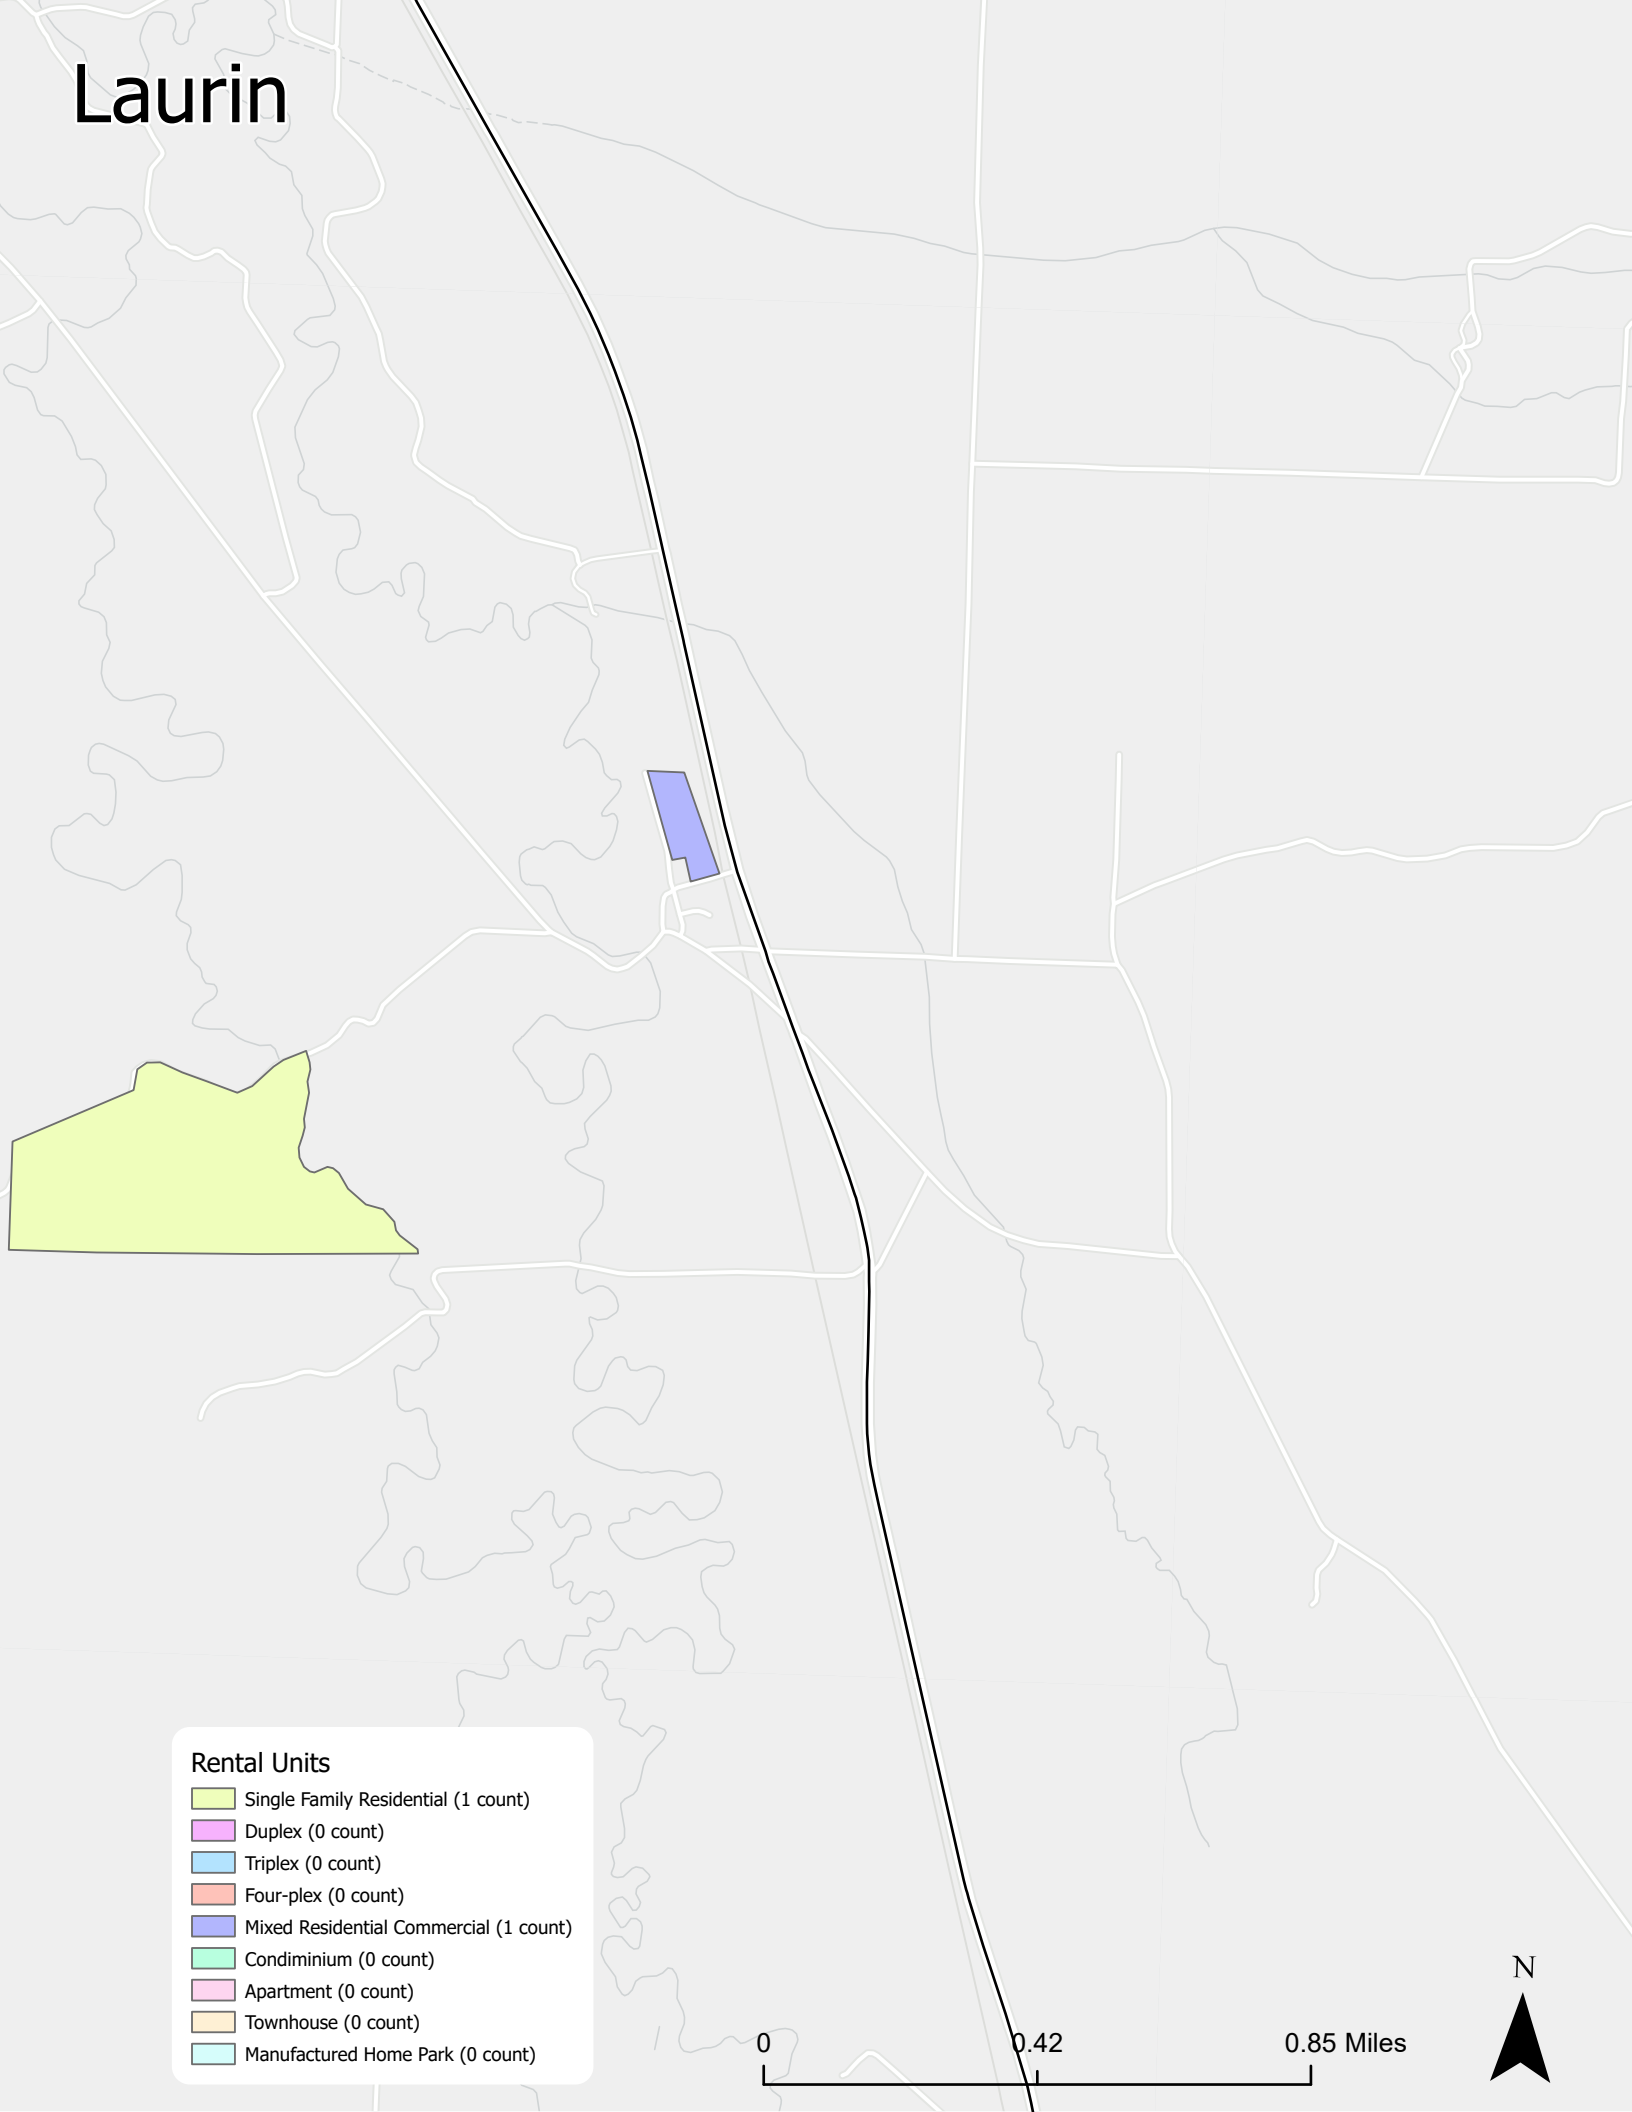 Laurin
Rental Units
Single Family Residential (1 count)
Duplex (0 count)
Triplex (0 count)
Four-plex (0 count)
Mixed Residential Commercial (1 count)
Condiminium (0 count)
Apartment (0 count)
Townhouse (0 count)
Manufactured Home Park (0 count)
0 0.42 0.85 Miles
N